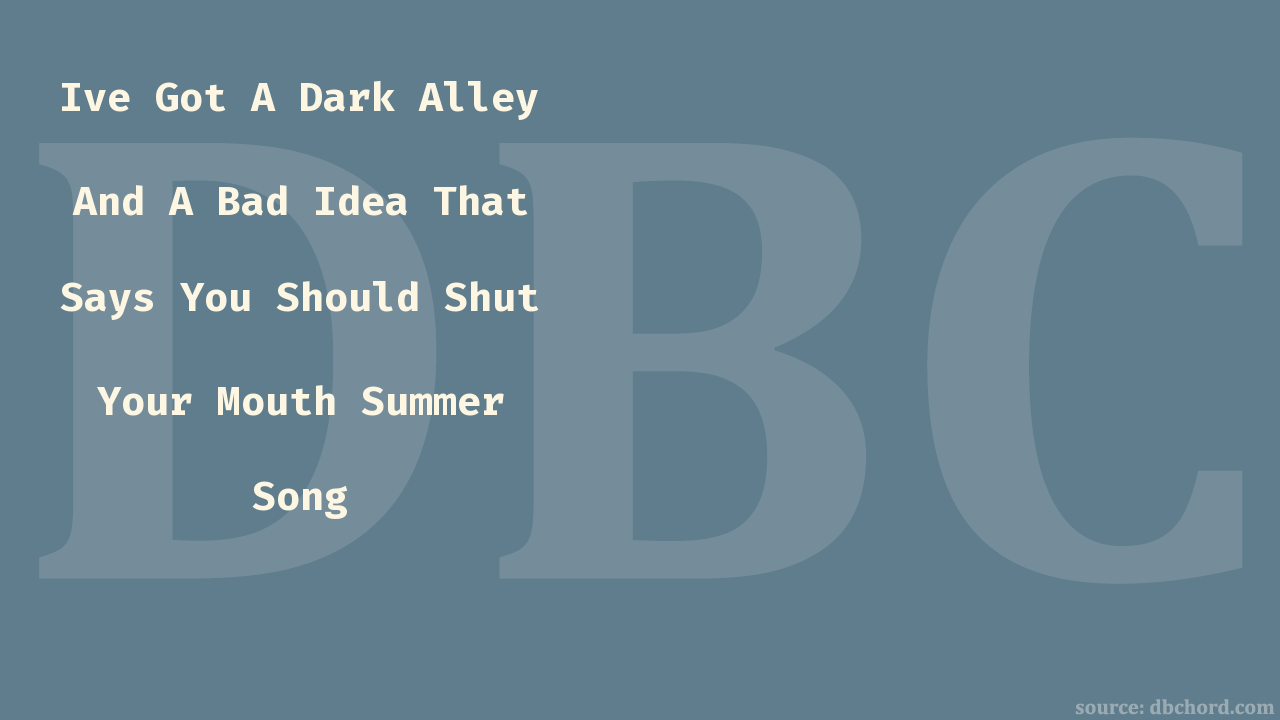 Ive Got A Dark Alley
And A Bad Idea That
Says You Should Shut
Your Mouth Summer
Song
DBC
source: dbchord.com